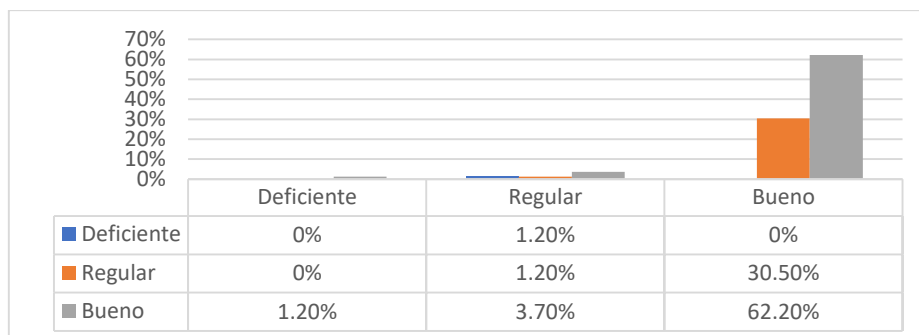 70%
60%
50%
40%
30%
20%
10%
0%
Deficiente Regular Bueno
Deficiente 0% 1.20% 0%
Regular 0% 1.20% 30.50%
Bueno 1.20% 3.70% 62.20%